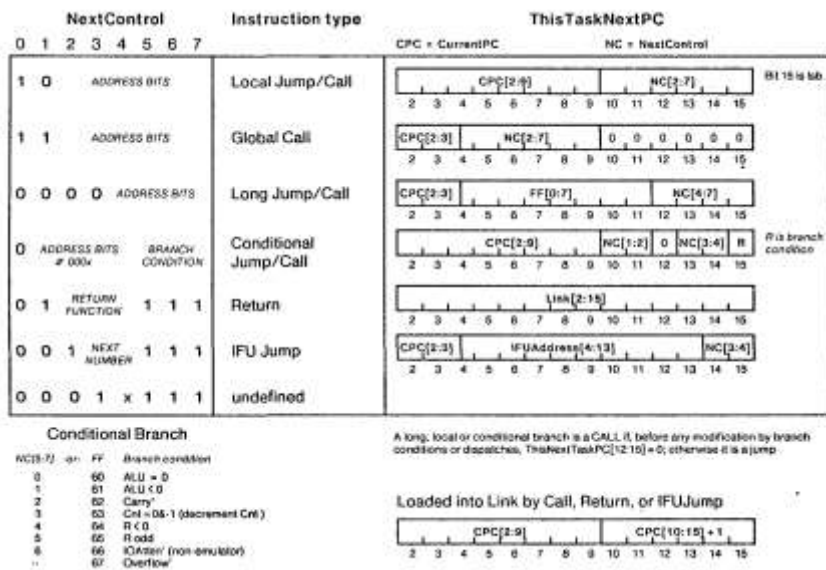 NextControl Instruction type ThisTaskNextPC
0 1 2 3 4 5 6 7 CPC = CurrentPC NC = NextControl
1 0 ADDRESS BITS Local Jump/Call CPC[2:9] NC[2:7] Bit 15 is lsb.
2 3 4 5 6 7 8 9 10 11 12 13 14 15
1 1 ADDRESS BITS Global Call CPC[2:3] NC[2:7] 0 0 0 0 0 0
2 3 4 5 6 7 8 9 10 11 12 13 14 15
0 0 0 0 ADDRESS BITS Long Jump/Call CPC[2:3] FF[0:7] NC[4:7]
2 3 4 5 6 7 8 9 10 11 12 13 14 15
0 ADDRESS BITS BRANCH Conditional CPC[2:9] NC[1:2] 0 NC[3:4] R R is branch
≠ 000x CONDITION Jump/Call 2 3 4 5 6 7 8 9 10 11 12 13 14 15 condition
0 1 RETURN FUNCTION 1 1 1 Return Link[2:15]
2 3 4 5 6 7 8 9 10 11 12 13 14 15
0 0 1 NEXT NUMBER 1 1 1 IFU Jump CPC[2:3] IFUAddress[4:13] NC[3:4]
2 3 4 5 6 7 8 9 10 11 12 13 14 15
0 0 0 1 x 1 1 1 undefined
Conditional Branch
NC[5:7] -or- FF Branch condition
0 60 ALU = 0
1 61 ALU < 0
2 62 Carry'
3 63 Cnt = 0&-1 (decrement Cnt)
4 64 R < 0
5 65 R odd
6 66 IOAtten' (non-emulator)
-- 67 Overflow'
A long, local or conditional branch is a CALL if, before any modification by branch
conditions or dispatches, ThisNextTaskPC[12:15] = 0; otherwise it is a jump
Loaded into Link by Call, Return, or IFUJump
CPC[2:9] CPC[10:15] + 1
2 3 4 5 6 7 8 9 10 11 12 13 14 15